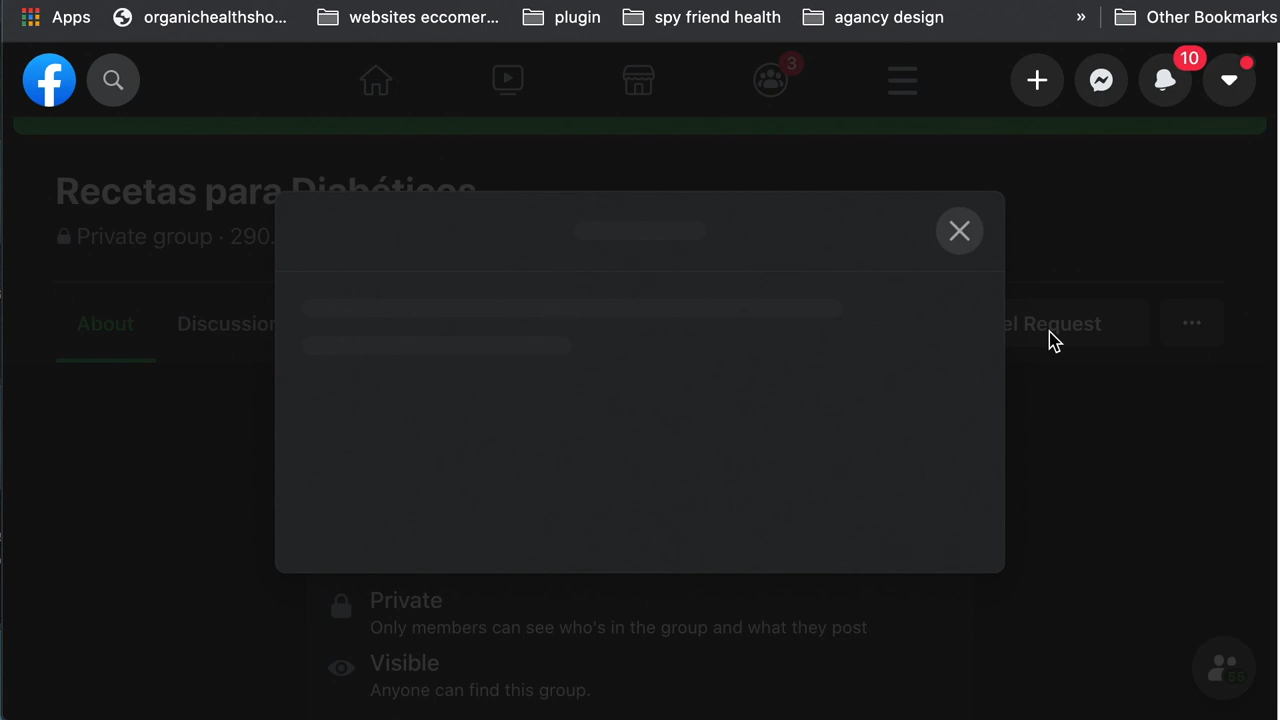 Apps organichealthsho... websites eccomer... plugin spy friend health agancy design » Other Bookmarks
3 10
Recetas para Diabéticos
Private group · 290.
About Discussion el Request ...
Private
Only members can see who's in the group and what they post
Visible
Anyone can find this group.
55